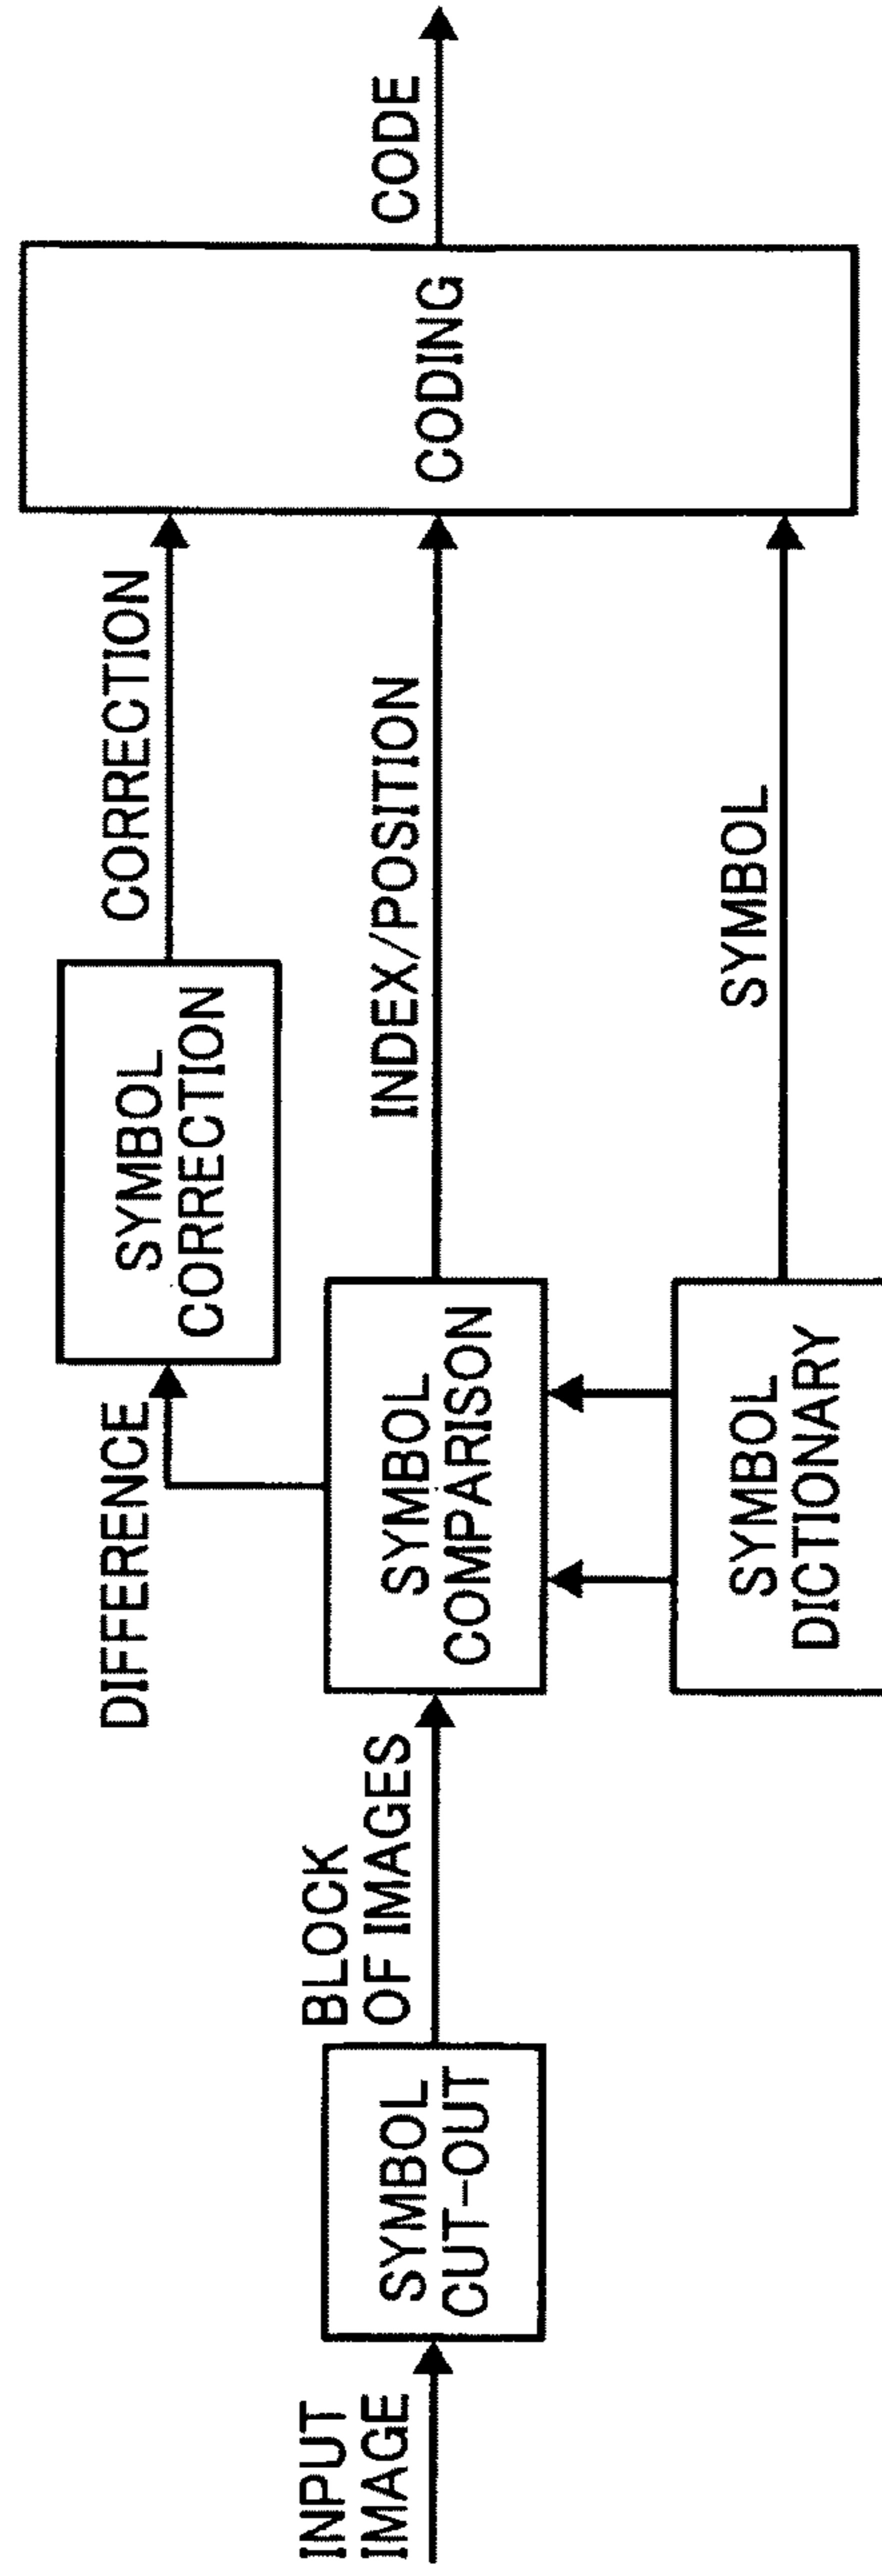 INPUT
IMAGE
SYMBOL
CUT-OUT
BLOCK
OF IMAGES
SYMBOL
COMPARISON
DIFFERENCE
SYMBOL
CORRECTION
CORRECTION
INDEX/POSITION
SYMBOL
DICTIONARY
SYMBOL
CODING
CODE